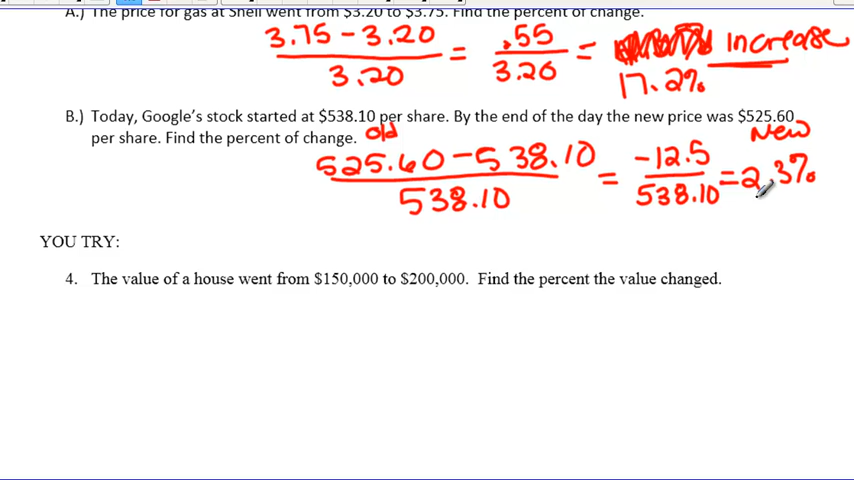 A.) The price for gas at Shell went from $3.20 to $3.75. Find the percent of change.
3.75 - 3.20 / 3.20 = .55 / 3.20 = increase
17.2%
B.) Today, Google's stock started at $538.10 per share. By the end of the day the new price was $525.60
per share. Find the percent of change. old New
525.60 - 538.10 / 538.10 = -12.5 / 538.10 = 2.3%
YOU TRY:
4. The value of a house went from $150,000 to $200,000. Find the percent the value changed.